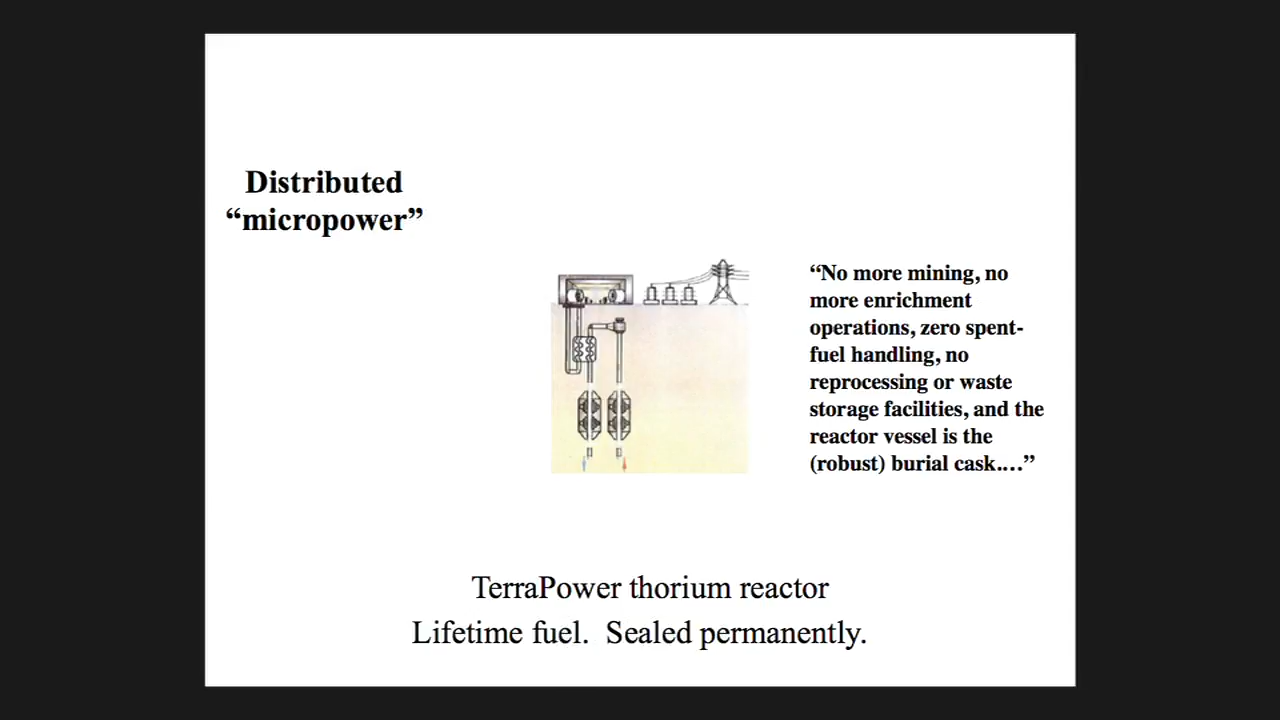 Distributed
“micropower”
“No more mining, no
more enrichment
operations, zero spent-
fuel handling, no
reprocessing or waste
storage facilities, and the
reactor vessel is the
(robust) burial cask.…”
TerraPower thorium reactor
Lifetime fuel.  Sealed permanently.